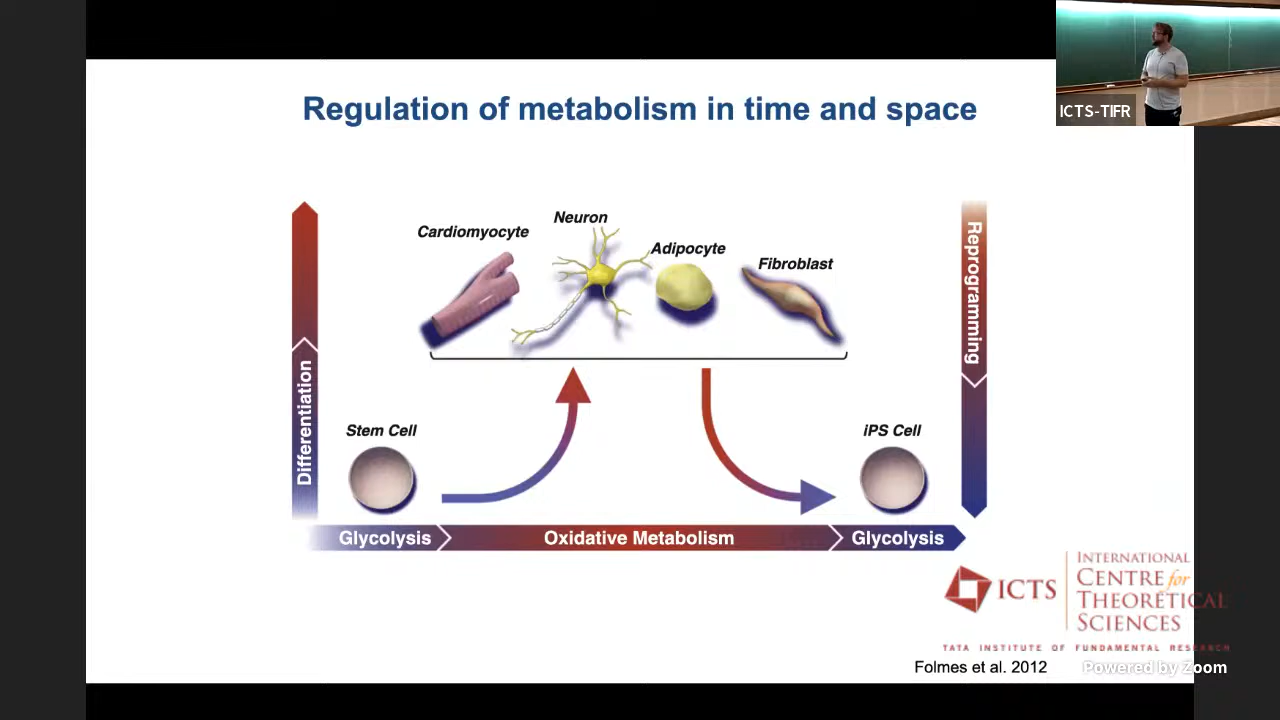 Regulation of metabolism in time and space
ICTS-TIFR
Cardiomyocyte
Neuron
Adipocyte
Fibroblast
Differentiation
Reprogramming
Stem Cell
iPS Cell
Glycolysis
Oxidative Metabolism
Glycolysis
ICTS
INTERNATIONAL
CENTRE for
THEORETICAL
SCIENCES
TATA INSTITUTE OF FUNDAMENTAL RESEARCH
Folmes et al. 2012
Powered by Zoom